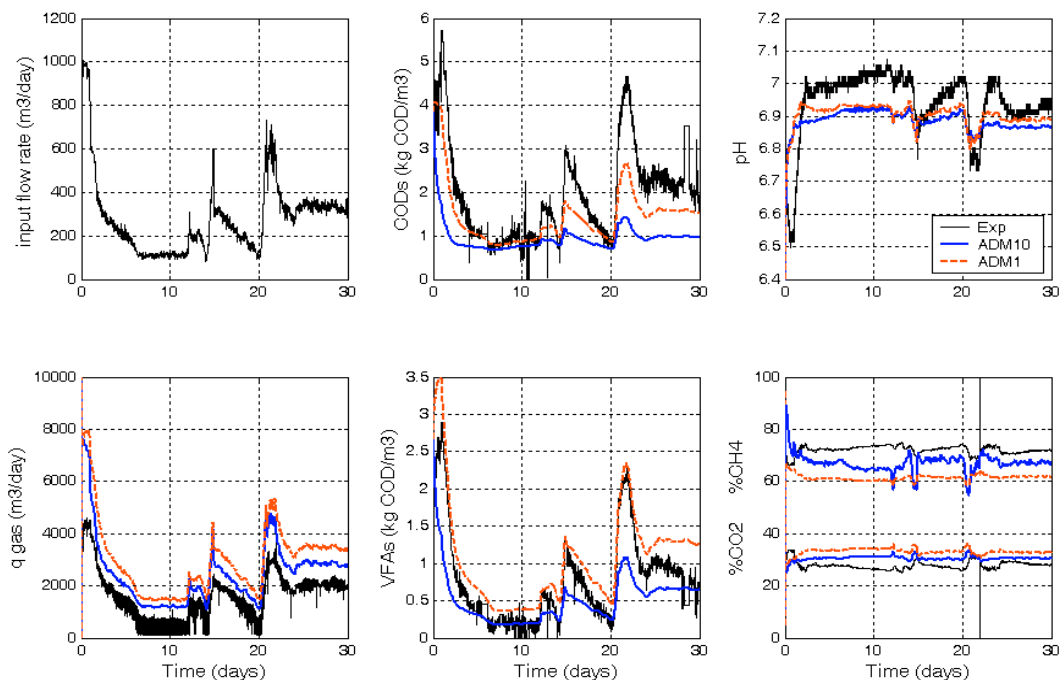 1200
1000
800
600
400
200
0
0 10 20 30
input flow rate (m3/day)
6
5
4
3
2
1
0
0 10 20 30
CODs (kg COD/m3)
7.2
7.1
7
6.9
6.8
6.7
6.6
6.5
6.4
0 10 20 30
pH
Exp
ADM10
ADM1
10000
8000
6000
4000
2000
0
0 10 20 30
q gas (m3/day)
Time (days)
3.5
3
2.5
2
1.5
1
0.5
0
0 10 20 30
VFAs (kg COD/m3)
Time (days)
100
80
60
40
20
0
0 10 20 30
%CH4
%CO2
Time (days)